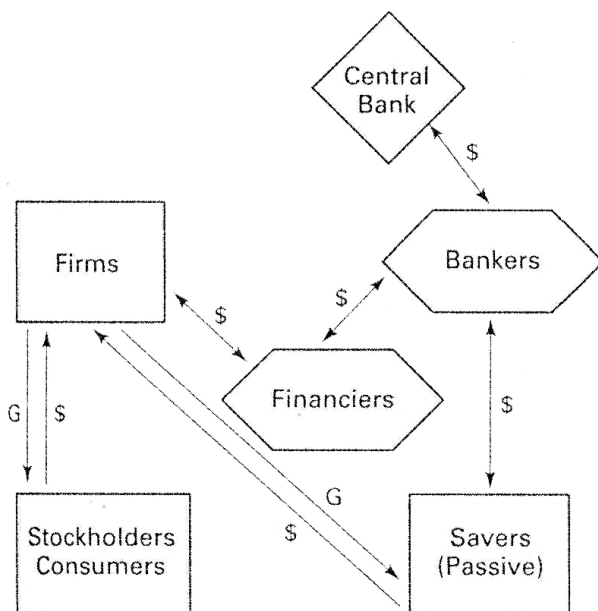 Central
Bank
$
Firms
Bankers
$
$
Financiers
$
G
$
G
$
Stockholders
Consumers
Savers
(Passive)